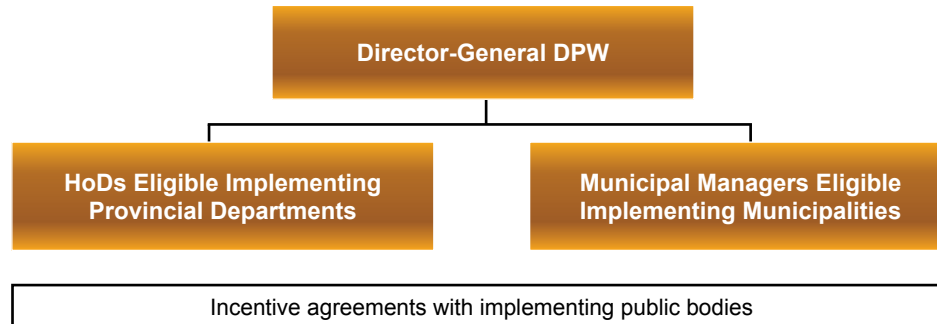 Director-General DPW
HoDs Eligible Implementing
Provincial Departments
Municipal Managers Eligible
Implementing Municipalities
Incentive agreements with implementing public bodies